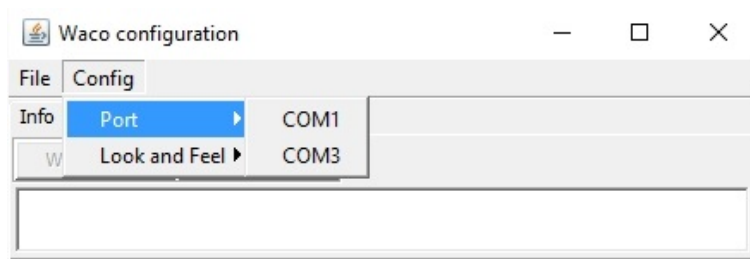 Waco configuration
File Config
Info
Port COM1
W Look and Feel COM3